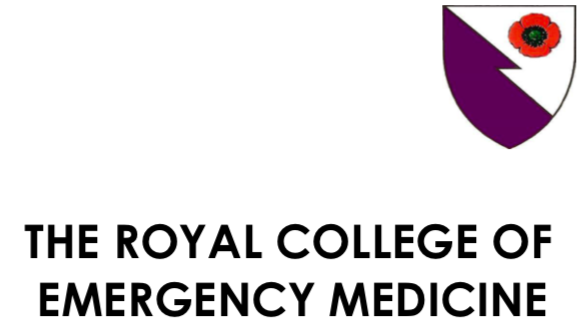 THE ROYAL COLLEGE OF
EMERGENCY MEDICINE